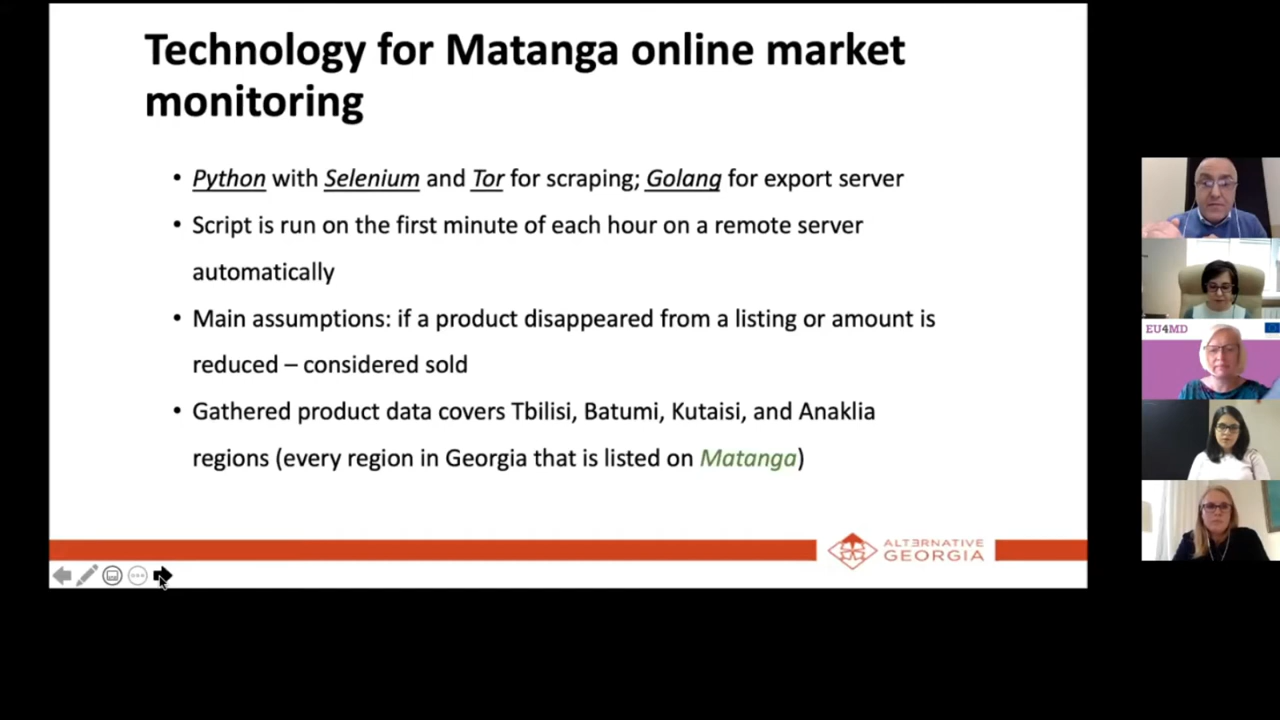 Technology for Matanga online market
monitoring
• Python with Selenium and Tor for scraping; Golang for export server
• Script is run on the first minute of each hour on a remote server
automatically
• Main assumptions: if a product disappeared from a listing or amount is
reduced – considered sold
• Gathered product data covers Tbilisi, Batumi, Kutaisi, and Anaklia
regions (every region in Georgia that is listed on Matanga)
ALTƎRNATIVE
GEORGIA
EU4MD